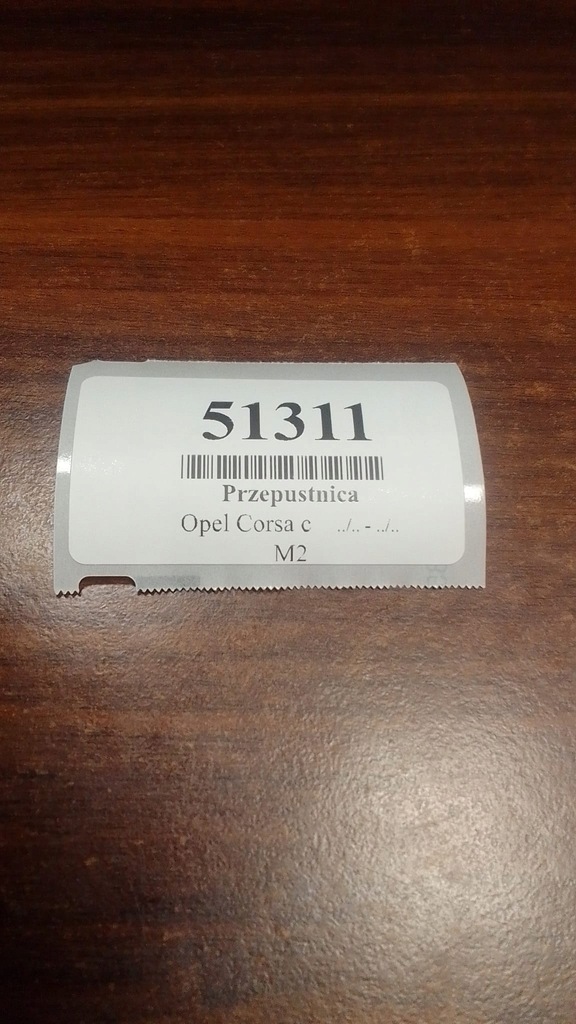 51311
Przepustnica
Opel Corsa c ../.. - ../..
M2